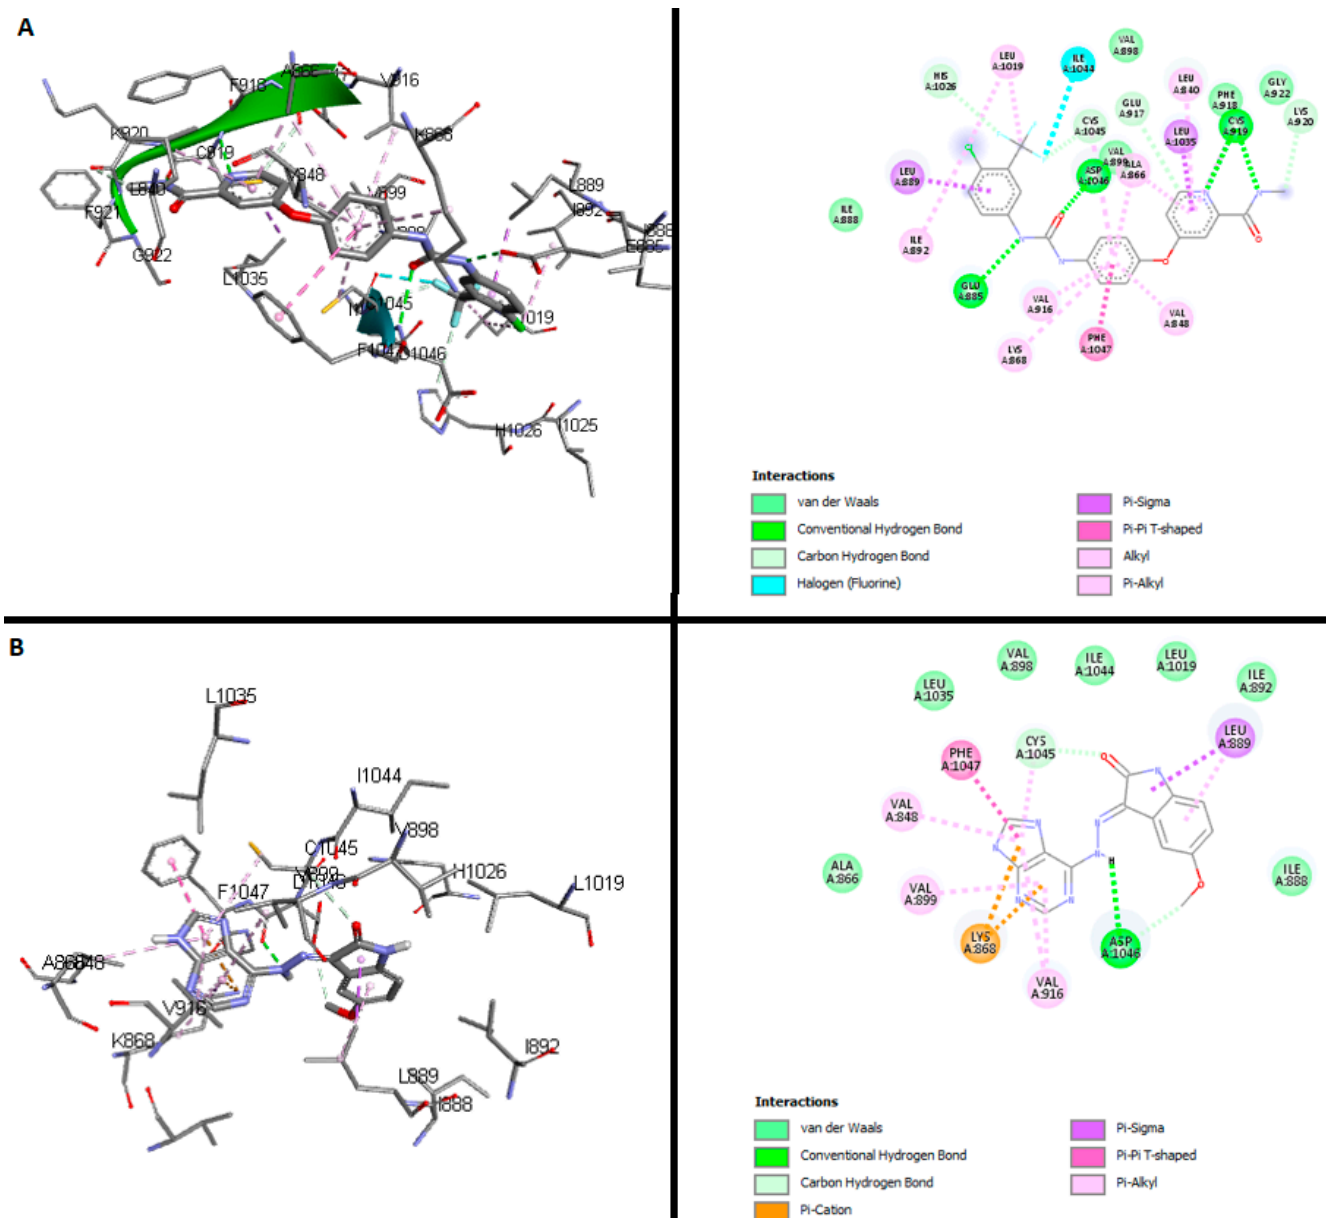 A
F918
V916
K868
K920
C919
L840
V848
V899
L889
I892
E885
F921
G922
L1035
F1047
D1046
H1026
I1025
HIS
A:1026
LEU
A:1019
ILE
A:1044
VAL
A:898
GLU
A:917
CYS
A:1045
LEU
A:840
PHE
A:918
GLY
A:922
CYS
A:919
LYS
A:920
LEU
A:1035
VAL
A:899
ALA
A:866
ASP
A:1046
LEU
A:889
ILE
A:888
ILE
A:892
GLU
A:885
VAL
A:916
LYS
A:868
PHE
A:1047
VAL
A:848
Cl
F
O
N
N
N
O
N
O
Interactions
van der Waals
Conventional Hydrogen Bond
Carbon Hydrogen Bond
Halogen (Fluorine)
Pi-Sigma
Pi-Pi T-shaped
Alkyl
Pi-Alkyl
B
L1035
I1044
V898
C1045
H1026
L1019
F1047
V916
K868
I892
L889
I888
LEU
A:1035
VAL
A:898
ILE
A:1044
LEU
A:1019
ILE
A:892
LEU
A:889
CYS
A:1045
PHE
A:1047
VAL
A:848
ALA
A:866
VAL
A:899
LYS
A:868
VAL
A:916
ASP
A:1046
ILE
A:888
H
Interactions
van der Waals
Conventional Hydrogen Bond
Carbon Hydrogen Bond
Pi-Cation
Pi-Sigma
Pi-Pi T-shaped
Pi-Alkyl